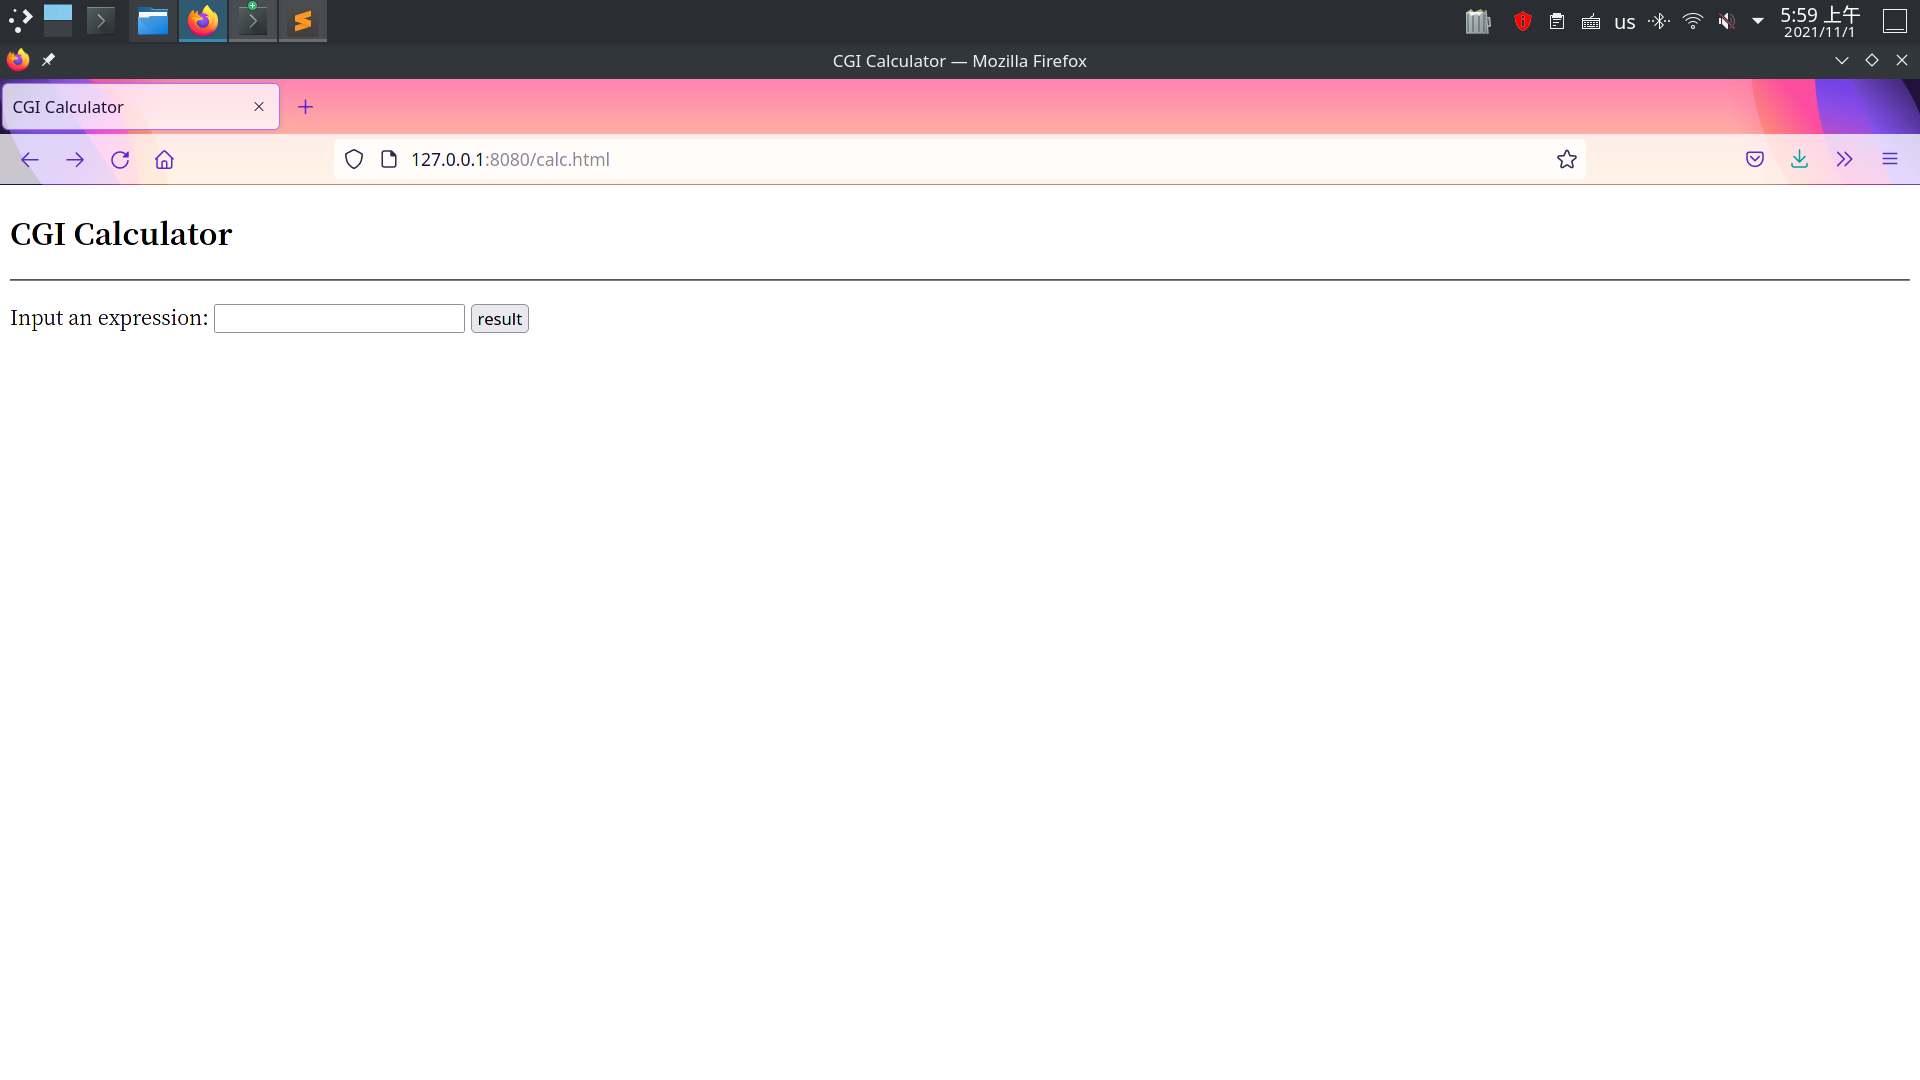 us
5:59 上午
2021/11/1
CGI Calculator — Mozilla Firefox
CGI Calculator
127.0.0.1:8080/calc.html
CGI Calculator
Input an expression: result